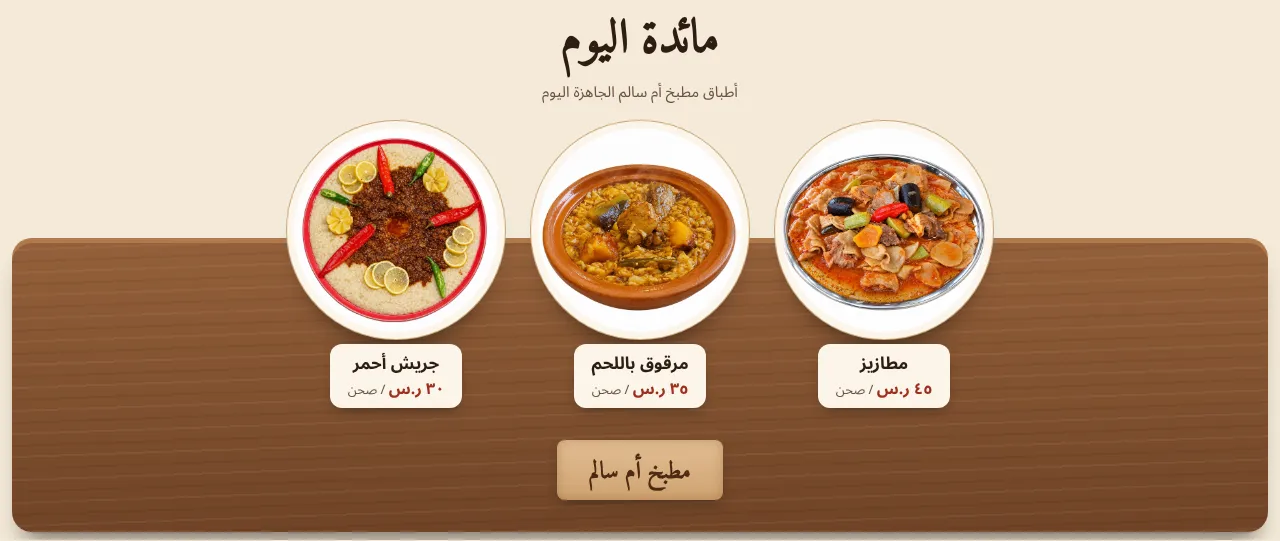 مائدة اليوم
أطباق مطبخ أم سالم الجاهزة اليوم
مطازيز
٤٥ ر.س / صحن
مرقوق باللحم
٣٥ ر.س / صحن
جريش أحمر
٣٠ ر.س / صحن
مطبخ أم سالم